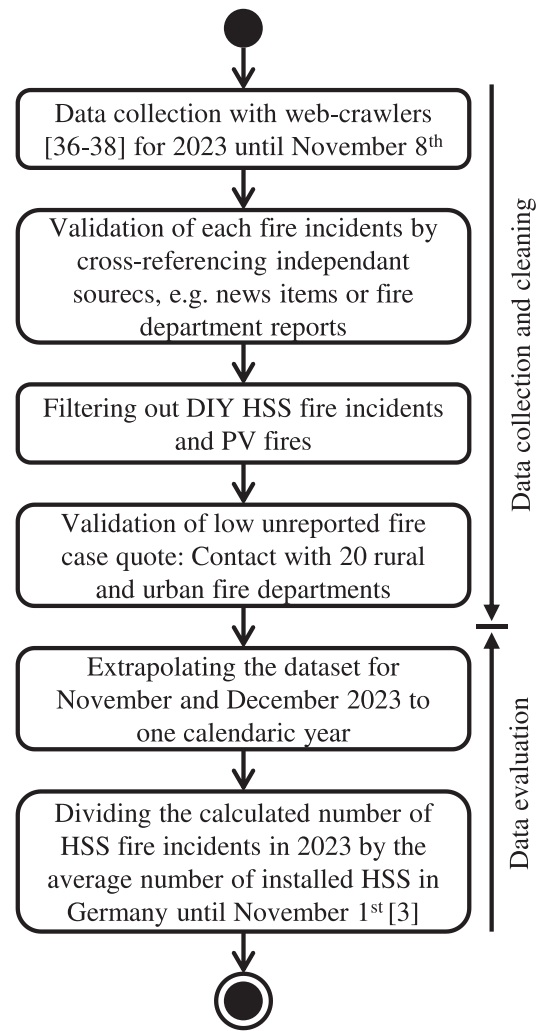 Data collection with web-crawlers
[36-38] for 2023 until November 8th
Validation of each fire incidents by
cross-referencing independant
sourecs, e.g. news items or fire
department reports
Filtering out DIY HSS fire incidents
and PV fires
Validation of low unreported fire
case quote: Contact with 20 rural
and urban fire departments
Extrapolating the dataset for
November and December 2023 to
one calendaric year
Dividing the calculated number of
HSS fire incidents in 2023 by the
average number of installed HSS in
Germany until November 1st [3]
Data collection and cleaning
Data evaluation